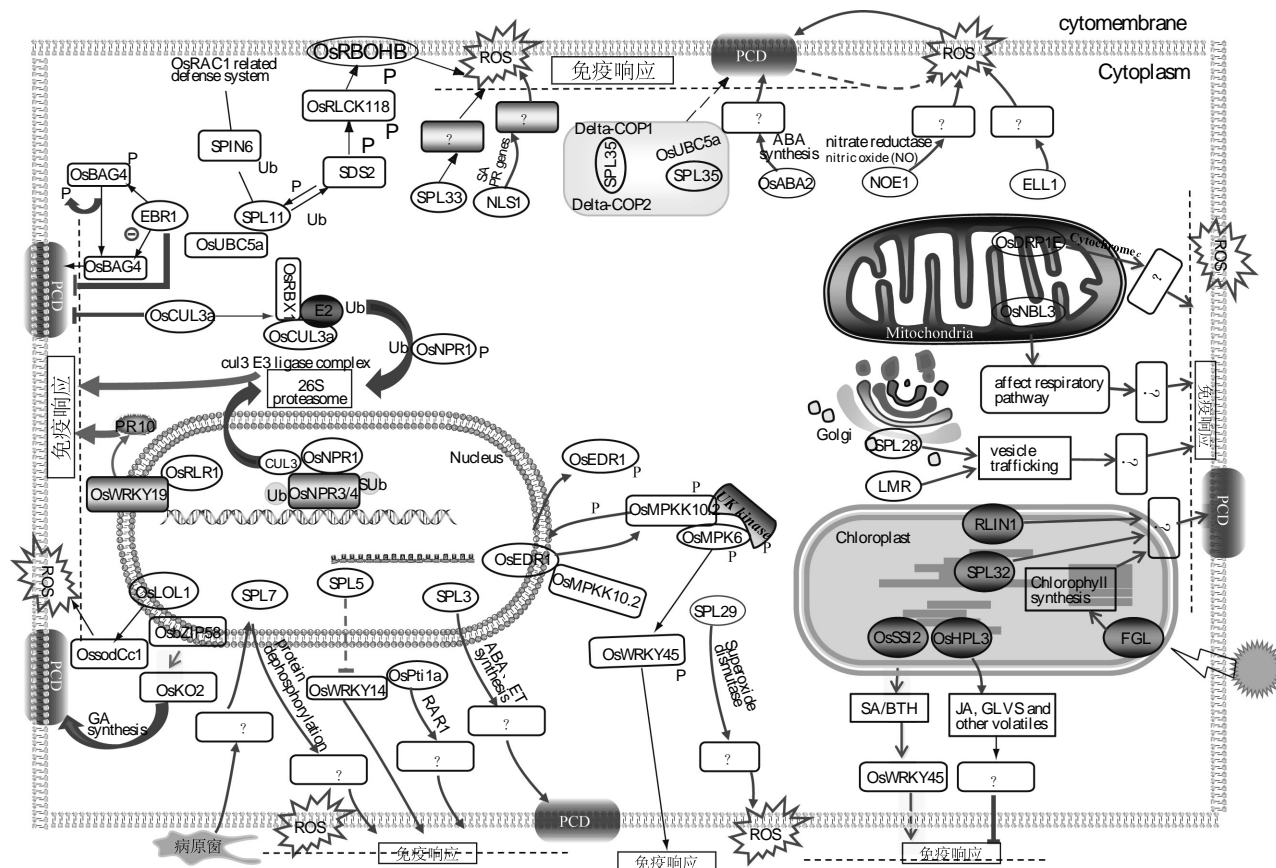 cytomembrane
Cytoplasm
OsRBOHB
P
ROS
免疫响应
PCD
ROS
OsRAC1 related
defense system
OsRLCK118
P
P
?
?
?
?
?
SPIN6
Ub
SDS2
P
Ub
SPL11
OsUBC5a
OsBAG4
P
P
EBR1
⊖
OsBAG4
PCD
SPL33
SA
PR genes
NLS1
Delta-COP1
SPL35
Delta-COP2
OsUBC5a
SPL35
ABA
synthesis
OsABA2
nitrate reductase
nitric oxide (NO)
NOE1
ELL1
OsCUL3a
OsRBX1
E2
Ub
OsCUL3a
Ub
OsNPR1
P
cul3 E3 ligase complex
26S
proteasome
免疫响应
PR10
OsRLR1
OsWRKY19
CUL3
OsNPR1
Ub
OsNPR3/4
SUb
Nucleus
OsEDR1
P
P
OsMPKK10.2
P
UK kinase
OsMPK6
P
P
OsEDR1
OsMPKK10.2
OsDRP1E
Cytochrome c
?
ROS
OsNBL3
Mitochondria
affect respiratory
pathway
?
免疫响应
Golgi
SPL28
LMR
vesicle
trafficking
?
PCD
RLIN1
?
Chloroplast
SPL32
Chlorophyll
synthesis
OsSSI2
OsHPL3
FGL
SA/BTH
JA, GLVS and
other volatiles
OsWRKY45
?
免疫响应
ROS
OsLOL1
OsbZIP58
OssodCc1
OsKO2
PCD
GA
synthesis
SPL7
SPL5
SPL3
protein
dephosphorylation
OsWRKY14
OsPti1a
RAR1
ABA、ET
synthesis
?
?
?
?
SPL29
Superoxide
dismutase
OsWRKY45
P
?
病原菌
ROS
免疫响应
PCD
免疫响应
ROS